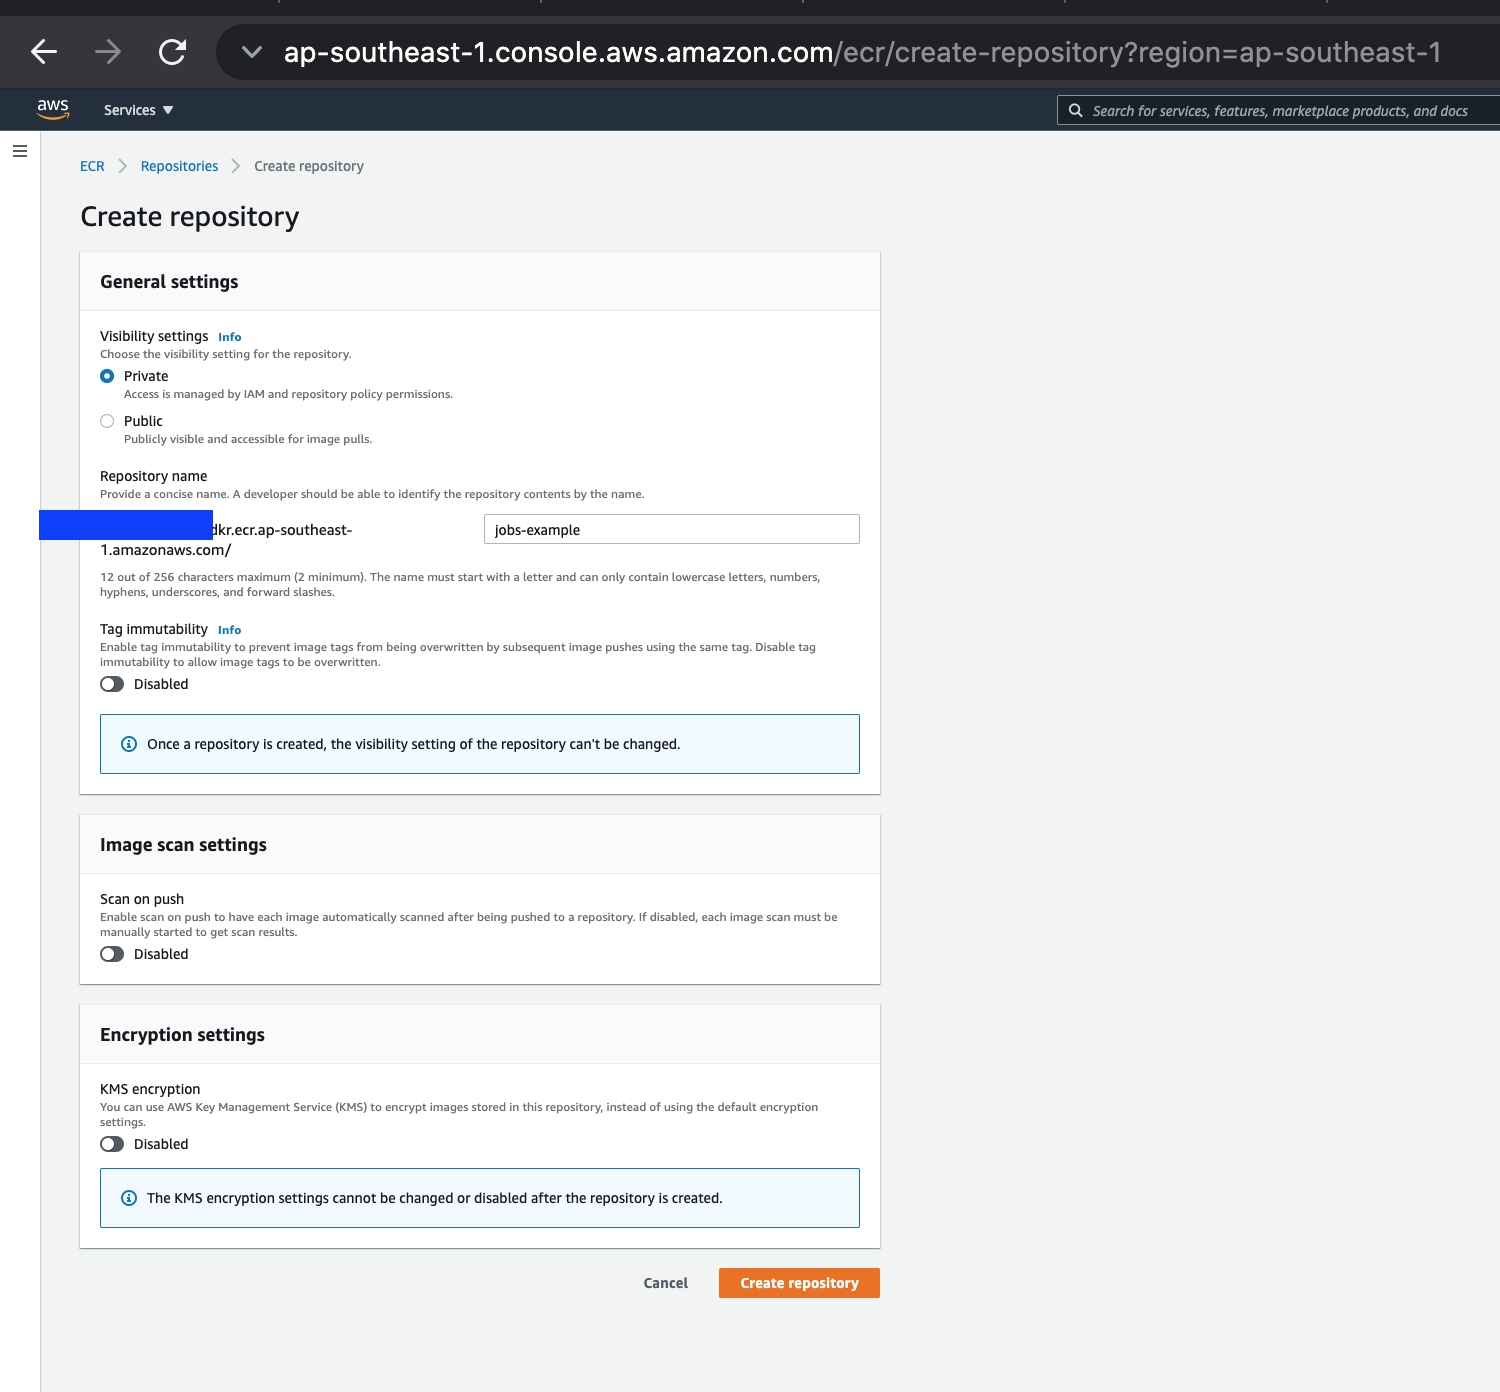 ap-southeast-1.console.aws.amazon.com/ecr/create-repository?region=ap-southeast-1
aws
Services
Search for services, features, marketplace products, and docs
ECR
Repositories
Create repository
Create repository
General settings
Visibility settings Info
Choose the visibility setting for the repository.
Private
Access is managed by IAM and repository policy permissions.
Public
Publicly visible and accessible for image pulls.
Repository name
Provide a concise name. A developer should be able to identify the repository contents by the name.
dkr.ecr.ap-southeast-
1.amazonaws.com/
jobs-example
12 out of 256 characters maximum (2 minimum). The name must start with a letter and can only contain lowercase letters, numbers,
hyphens, underscores, and forward slashes.
Tag immutability Info
Enable tag immutability to prevent image tags from being overwritten by subsequent image pushes using the same tag. Disable tag
immutability to allow image tags to be overwritten.
Disabled
Once a repository is created, the visibility setting of the repository can't be changed.
Image scan settings
Scan on push
Enable scan on push to have each image automatically scanned after being pushed to a repository. If disabled, each image scan must be
manually started to get scan results.
Disabled
Encryption settings
KMS encryption
You can use AWS Key Management Service (KMS) to encrypt images stored in this repository, instead of using the default encryption
settings.
Disabled
The KMS encryption settings cannot be changed or disabled after the repository is created.
Cancel
Create repository